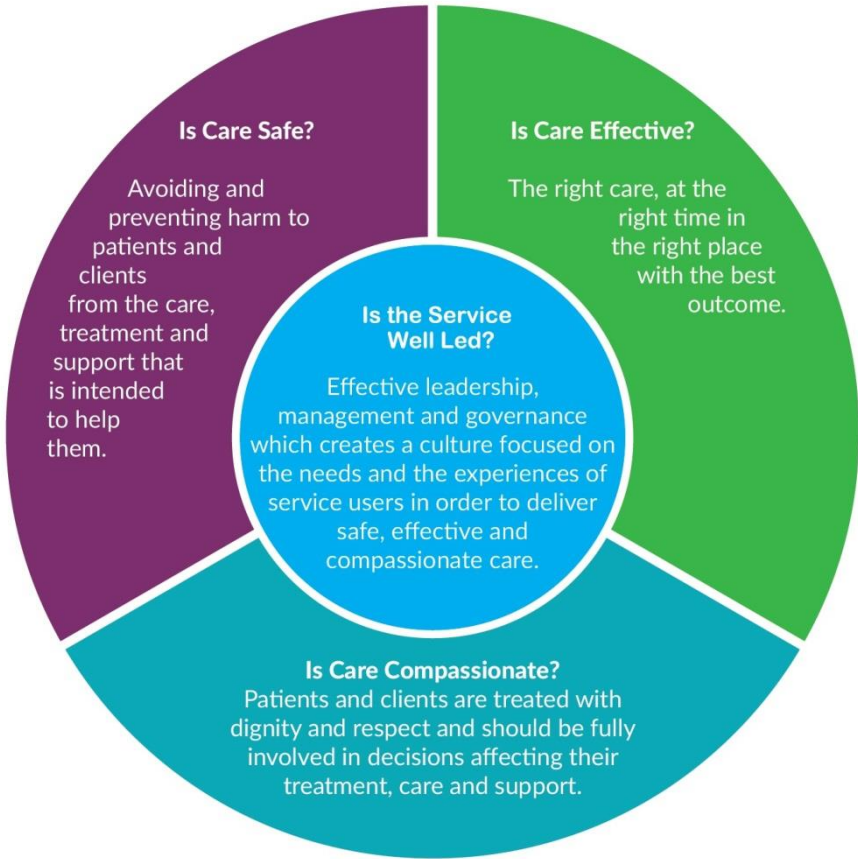 Is Care Safe?
Avoiding and
preventing harm to
patients and
clients
from the care,
treatment and
support that
is intended
to help
them.
Is Care Effective?
The right care, at the
right time in
the right place
with the best
outcome.
Is the Service
Well Led?
Effective leadership,
management and governance
which creates a culture focused on
the needs and the experiences of
service users in order to deliver
safe, effective and
compassionate care.
Is Care Compassionate?
Patients and clients are treated with
dignity and respect and should be fully
involved in decisions affecting their
treatment, care and support.